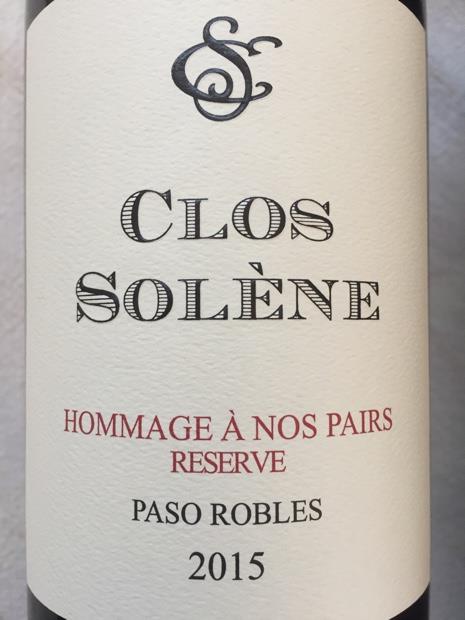 CLOS
SOLÈNE
HOMMAGE À NOS PAIRS
RESERVE
PASO ROBLES
2015